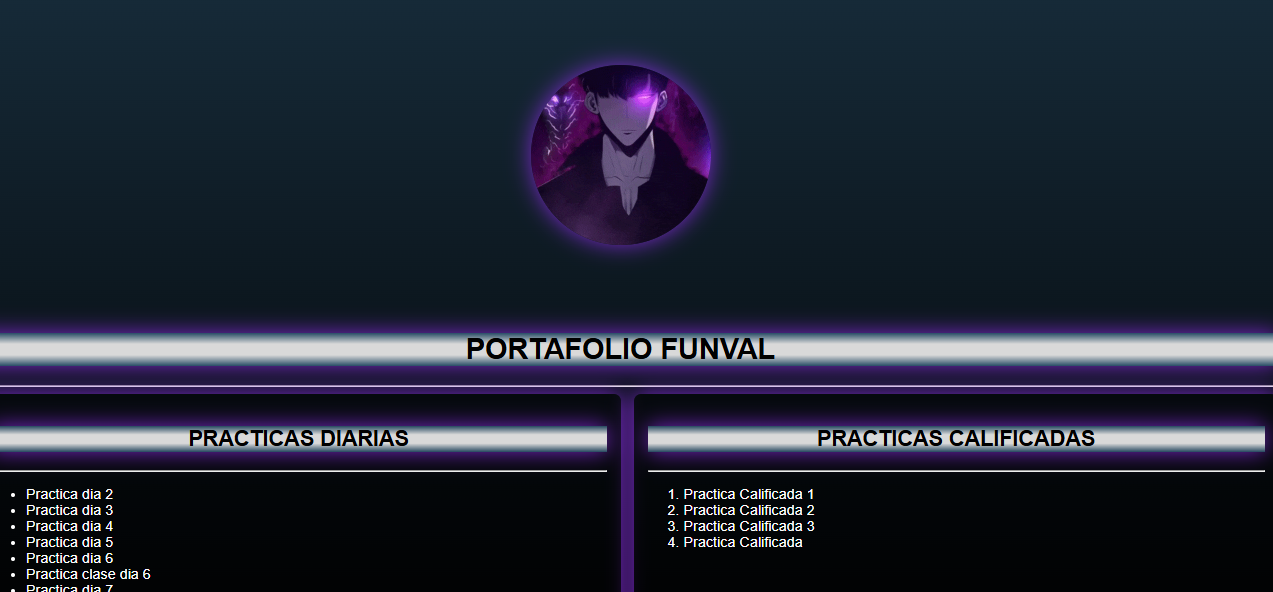 PORTAFOLIO FUNVAL
PRACTICAS DIARIAS
• Practica dia 2
• Practica dia 3
• Practica dia 4
• Practica dia 5
• Practica dia 6
• Practica clase dia 6
• Practica dia 7
PRACTICAS CALIFICADAS
1. Practica Calificada 1
2. Practica Calificada 2
3. Practica Calificada 3
4. Practica Calificada